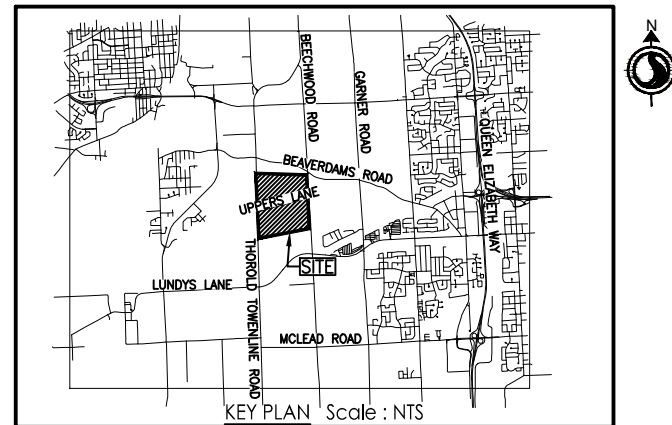 N
BEECHWOOD ROAD
GARNER ROAD
QUEEN ELIZABETH WAY
BEAVERDAMS ROAD
UPPERS LANE
SITE
THOROLD TOWENLINE ROAD
LUNDYS LANE
MCLEAD ROAD
KEY PLAN Scale : NTS